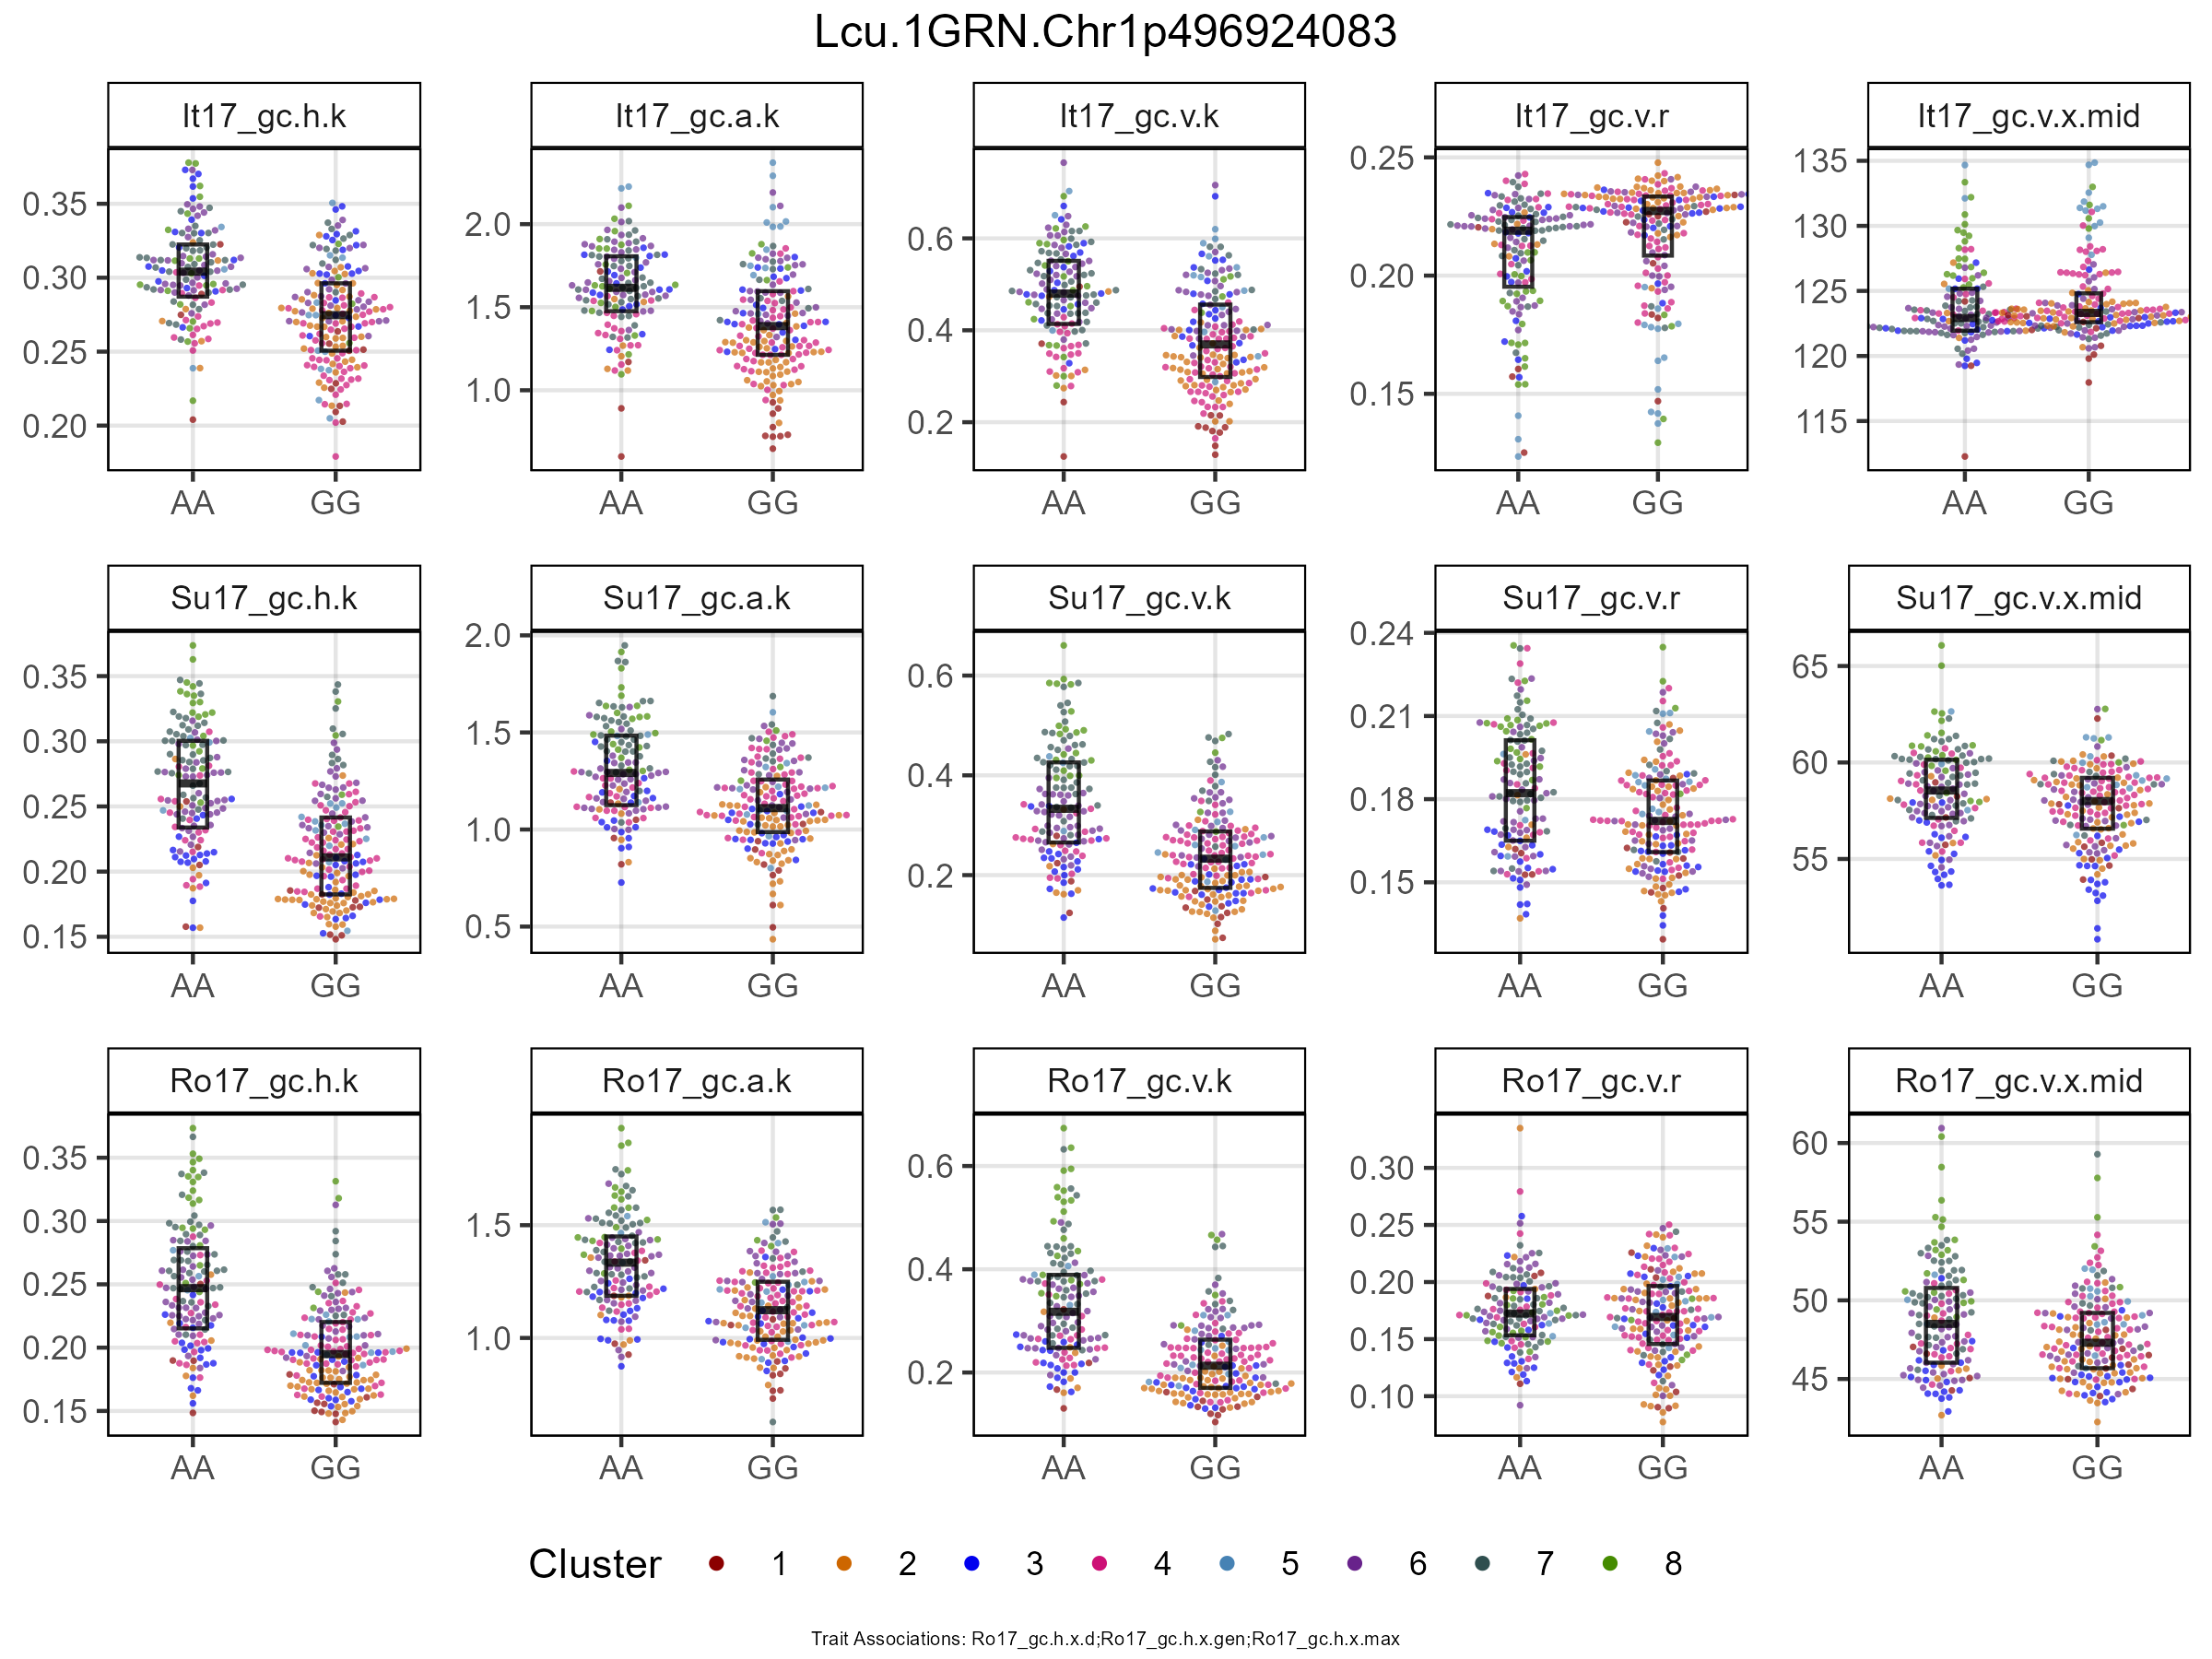 Lcu.1GRN.Chr1p496924083
It17_gc.h.k It17_gc.a.k It17_gc.v.k It17_gc.v.r It17_gc.v.x.mid
0.35 0.30 0.25 0.20
2.0 1.5 1.0
0.6 0.4 0.2
0.25 0.20 0.15
135 130 125 120 115
AA GG AA GG AA GG AA GG AA GG
Su17_gc.h.k Su17_gc.a.k Su17_gc.v.k Su17_gc.v.r Su17_gc.v.x.mid
0.35 0.30 0.25 0.20 0.15
2.0 1.5 1.0 0.5
0.6 0.4 0.2
0.24 0.21 0.18 0.15
65 60 55
AA GG AA GG AA GG AA GG AA GG
Ro17_gc.h.k Ro17_gc.a.k Ro17_gc.v.k Ro17_gc.v.r Ro17_gc.v.x.mid
0.35 0.30 0.25 0.20 0.15
1.5 1.0
0.6 0.4 0.2
0.30 0.25 0.20 0.15 0.10
60 55 50 45
AA GG AA GG AA GG AA GG AA GG
Cluster 1 2 3 4 5 6 7 8
Trait Associations: Ro17_gc.h.x.d;Ro17_gc.h.x.gen;Ro17_gc.h.x.max